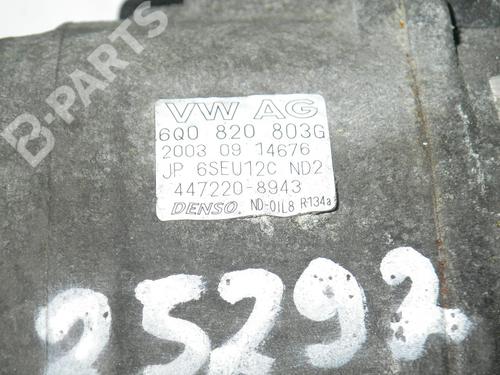 B-PARTS
VW AG
6Q0 820 803G
2003 09 14676
JP 6SEU12C ND2
447220-8943
DENSO ND-OIL8 R134a
25292